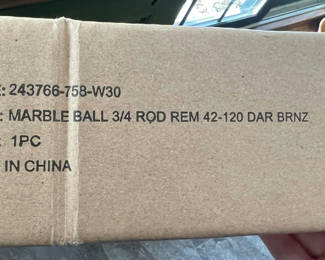 E: 243766-758-W30
: MARBLE BALL 3/4 ROD REM 42-120 DAR BRNZ
: 1PC
IN CHINA